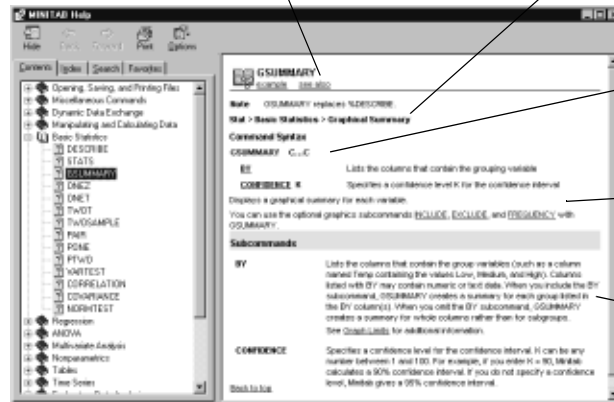 MINITAB Help
Hide Back Forward Print Options
Contents Index Search Favorites
Opening, Saving, and Printing Files
Miscellaneous Commands
Dynamic Data Exchange
Manipulating and Calculating Data
Basic Statistics
DESCRIBE
STATS
GSUMMARY
ONEZ
ONET
TWOT
TWOSAMPLE
PAIR
PONE
PTWO
VARTEST
CORRELATION
COVARIANCE
NORMTEST
Regression
ANOVA
Multivariate Analysis
Nonparametrics
Tables
Time Series
GSUMMARY
example see also
Note GSUMMARY replaces %DESCRIBE.
Stat > Basic Statistics > Graphical Summary
Command Syntax
GSUMMARY C...C
BY Lists the columns that contain the grouping variable
CONFIDENCE K Specifies a confidence level K for the confidence interval
Displays a graphical summary for each variable.
You can use the optional graphics subcommands INCLUDE, EXCLUDE, and FREQUENCY with
GSUMMARY.
Subcommands
BY Lists the columns that contain the group variables (such as a column
named Temp containing the values Low, Medium, and High). Columns
listed with BY may contain numeric or text data. When you include the BY
subcommand, GSUMMARY creates a summary for each group listed in
the BY column(s). When you omit the BY subcommand, GSUMMARY
creates a summary for whole columns rather than for subgroups.
See Graph Limits for additional information.
CONFIDENCE Specifies a confidence level for the confidence interval. K can be any
number between 1 and 100. For example, if you enter K = 90, Minitab
calculates a 90% confidence interval. If you do not specify a confidence
level, Minitab gives a 95% confidence interval.
Back to top